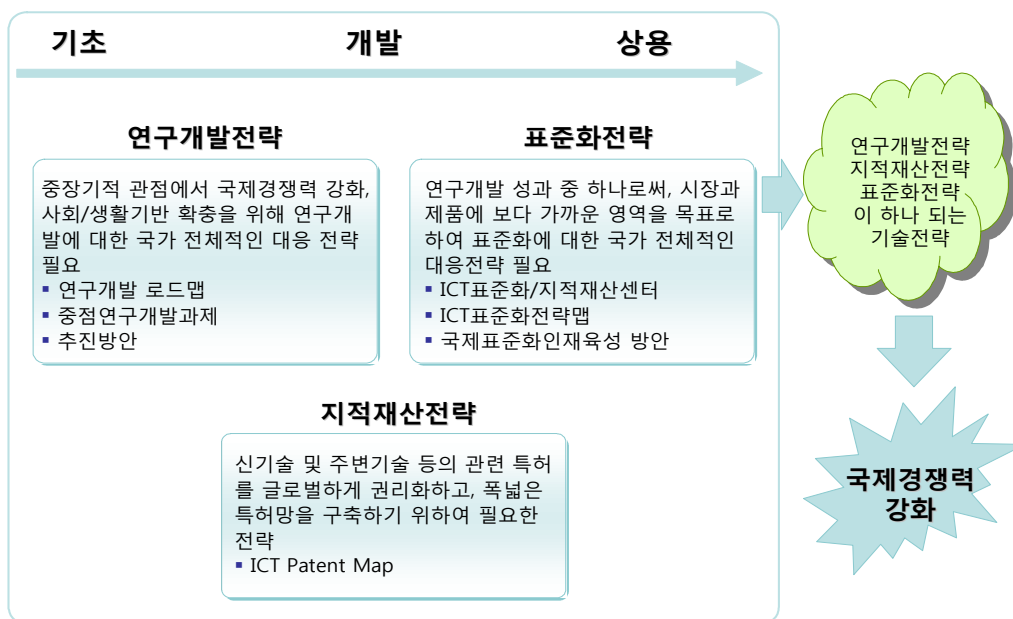 기초 개발 상용
연구개발전략
중장기적 관점에서 국제경쟁력 강화,
사회/생활기반 확충을 위해 연구개
발에 대한 국가 전체적인 대응 전략
필요
▪ 연구개발 로드맵
▪ 중점연구개발과제
▪ 추진방안
표준화전략
연구개발 성과 중 하나로써, 시장과
제품에 보다 가까운 영역을 목표로
하여 표준화에 대한 국가 전체적인
대응전략 필요
▪ ICT표준화/지적재산센터
▪ ICT표준화전략맵
▪ 국제표준화인재육성 방안
지적재산전략
신기술 및 주변기술 등의 관련 특허
를 글로벌하게 권리화하고, 폭넓은
특허망을 구축하기 위하여 필요한
전략
▪ ICT Patent Map
연구개발전략
지적재산전략
표준화전략
이 하나 되는
기술전략
국제경쟁력
강화